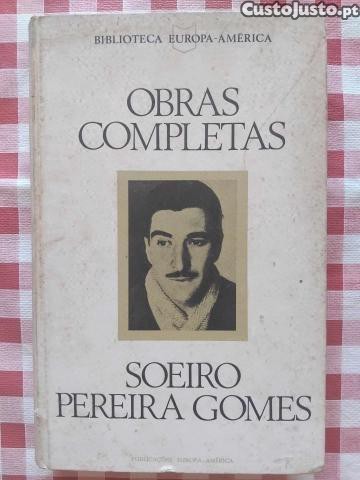 CustoJusto.pt
BIBLIOTECA EUROPA-AMÉRICA
OBRAS
COMPLETAS
SOEIRO
PEREIRA GOMES
PUBLICAÇÕES EUROPA-AMÉRICA